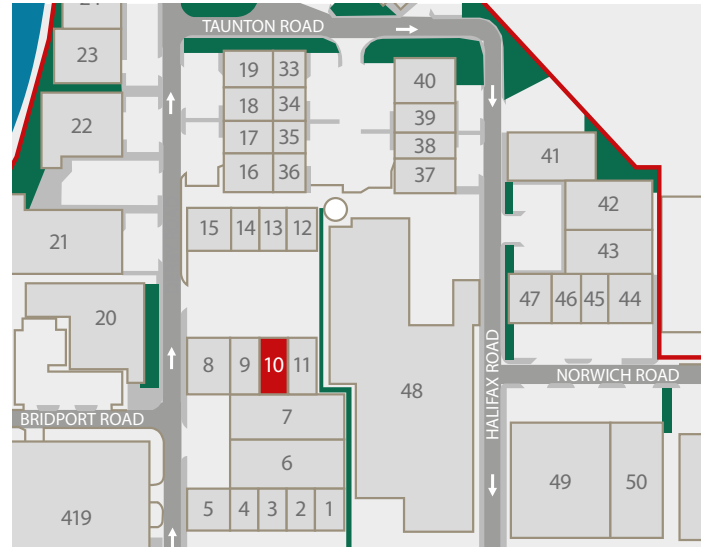 TAUNTON ROAD
23
19 33
40
18 34
22
39
17 35
38
41
16 36
37
42
15 14 13 12
21
43
47 46 45 44
20
HALIFAX ROAD
8 9 10 11
48
NORWICH ROAD
BRIDPORT ROAD
7
6
49 50
5 4 3 2 1
419